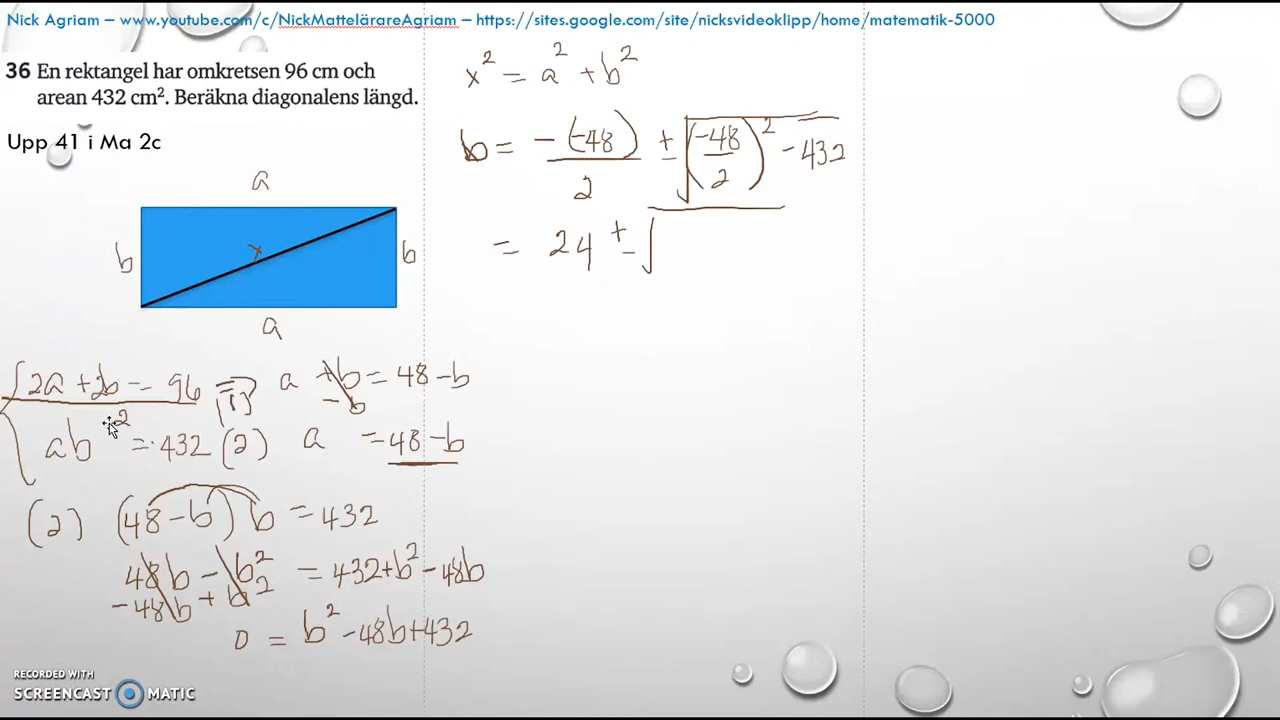 Nick Agriam – www.youtube.com/c/NickMattelärareAgriam – https://sites.google.com/site/nicksvideoklipp/home/matematik-5000
36 En rektangel har omkretsen 96 cm och
arean 432 cm². Beräkna diagonalens längd.
Upp 41 i Ma 2c
a
b
x
b
a
2a + 2b = 96 (1) a + b = 48 - b
- b
ab = 432 (2) a = 48 - b
(2) (48 - b) b = 432
48b - b² = 432 + b² - 48b
- 48b + b²
0 = b² - 48b + 432
x² = a² + b²
b = -(-48)/2 ± √((-48/2)² - 432
= 24 ± √
RECORDED WITH
SCREENCAST MATIC